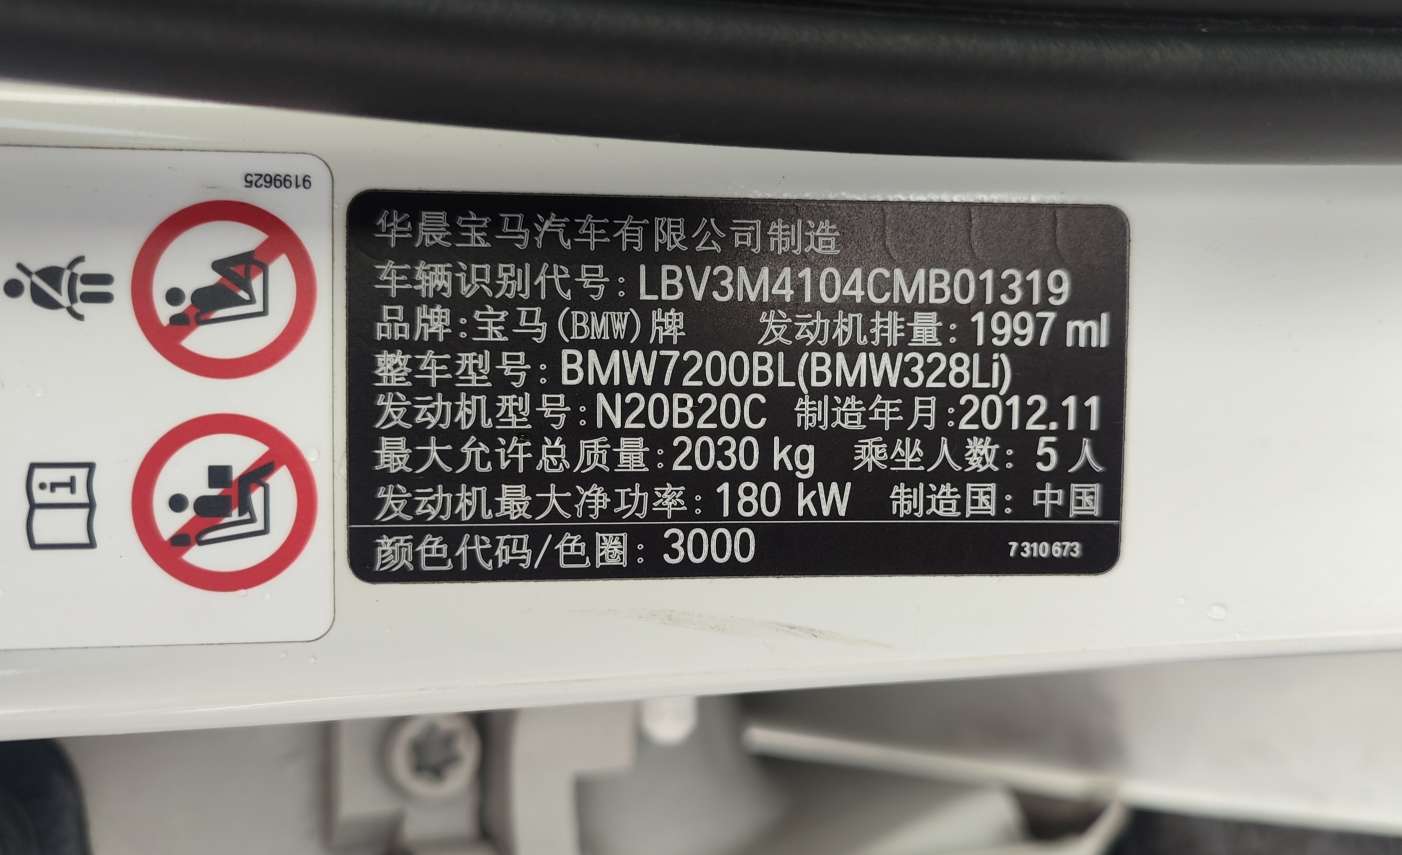 9199625
华晨宝马汽车有限公司制造
车辆识别代号：LBV3M4104CMB01319
品牌：宝马（BMW）牌 发动机排量：1997 ml
整车型号：BMW7200BL(BMW328Li)
发动机型号：N20B20C 制造年月：2012.11
最大允许总质量：2030 kg 乘坐人数：5人
发动机最大净功率：180 kW 制造国：中国
颜色代码/色圈：3000 7 310 673